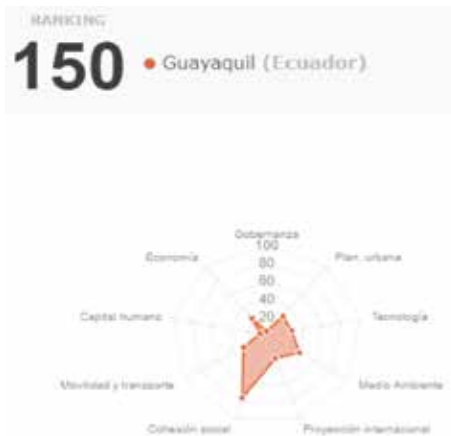 RANKING
150 • Guayaquil (Ecuador)
Gobernanza
100
80
60
40
20
Economía
Plan. urbana
Capital humano
Tecnología
Movilidad y transporte
Medio Ambiente
Cohesión social
Proyección internacional